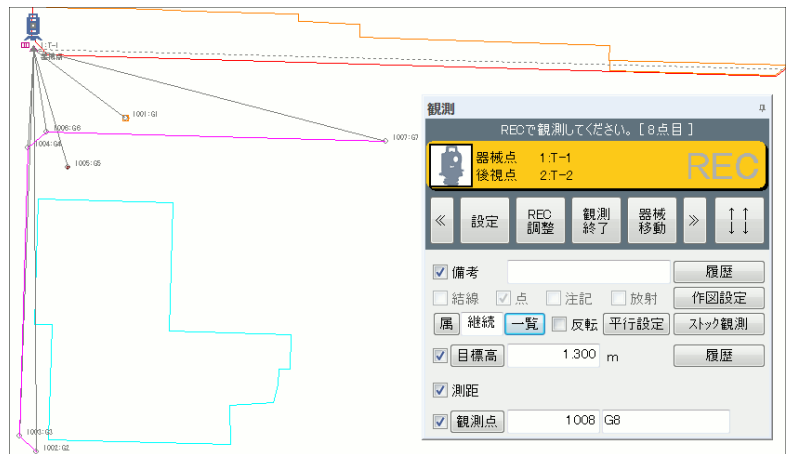 1:T-1
器械点
1001:G1
1006:G6
1004:G4
1005:G5
1007:G7
1003:G3
1002:G2
観測
RECで観測してください。[8点目]
器械点 1:T-1
後視点 2:T-2
REC
≪ 設定 REC調整 観測終了 器械移動 ≫ ↑↑↓↓
備考 履歴
結線 点 注記 放射 作図設定
属 継続 一覧 反転 平行設定 ストック観測
目標高 1.300 m 履歴
測距
観測点 1008 G8